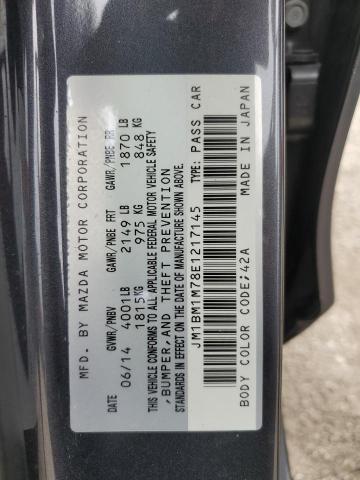 MFD. BY MAZDA MOTOR CORPORATION
GVWR/PNBV GAWR/PNBE FRT GAWR/PNBE RR
DATE 4001LB 2149 LB 1870 LB
06/14 1815KG 975 KG 848 KG
THIS VEHICLE CONFORMS TO ALL APPLICABLE FEDERAL MOTOR VEHICLE SAFETY
,BUMPER,AND THEFT PREVENTION
STANDARDS IN EFFECT ON THE DATE OF MANUFACTURE SHOWN ABOVE.
JM1BM1M78E1217145 TYPE: PASS CAR
BODY COLOR CODE;42A MADE IN JAPAN